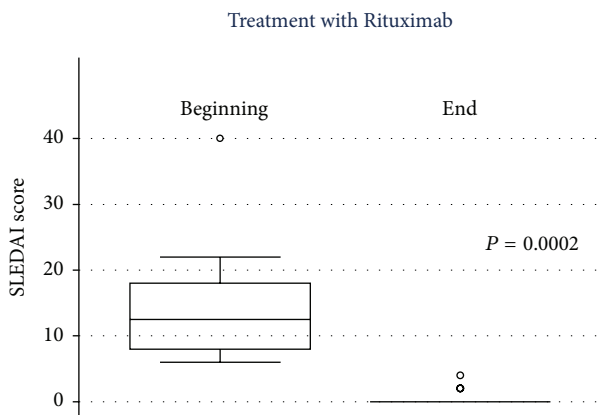 Treatment with Rituximab
Beginning End
40
30
P = 0.0002
20
10
0
SLEDAI score